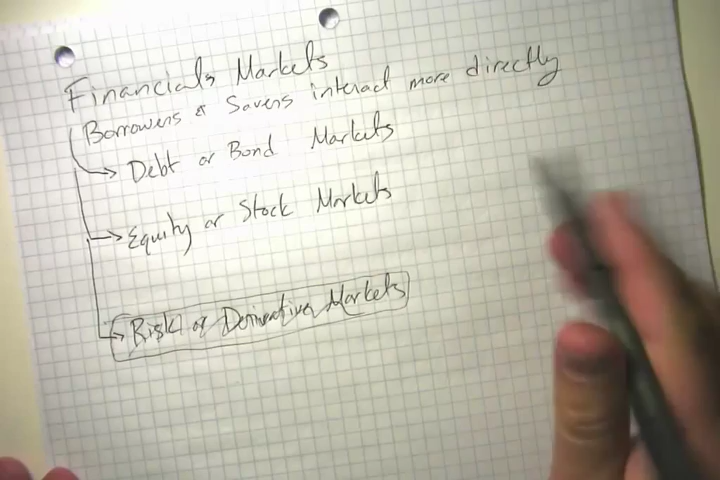 Financials Markets
Borrowers & Savers interact more directly
Debt or Bond Markets
Equity or Stock Markets
Risk or Derivative Markets